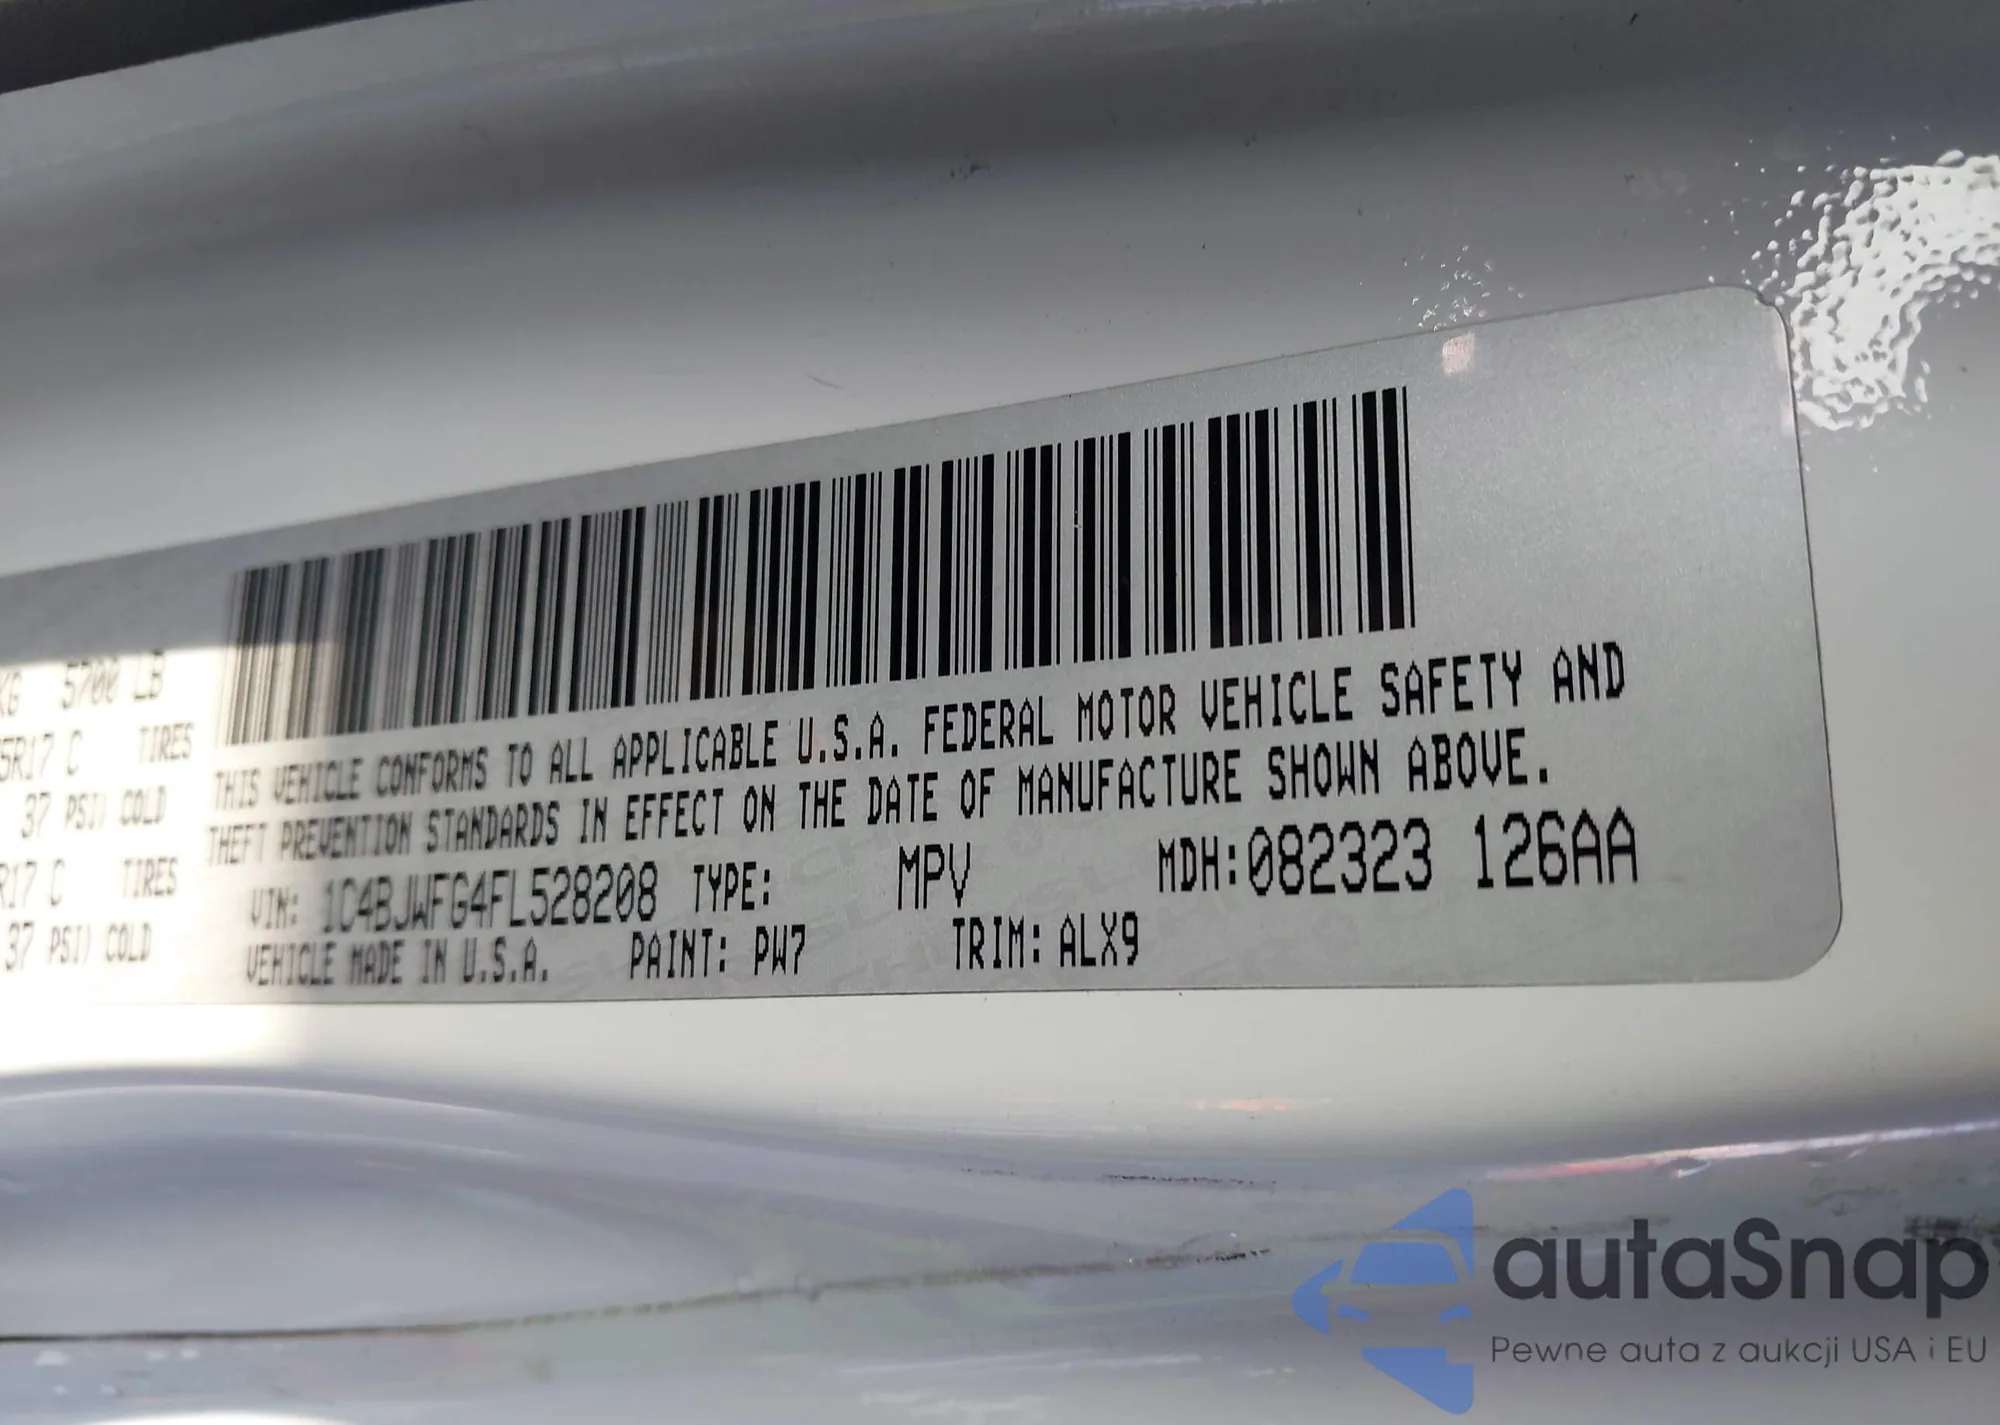 KG 5700 LB
5R17 C TIRES
37 PSI) COLD
R17 C TIRES
37 PSI) COLD
THIS VEHICLE CONFORMS TO ALL APPLICABLE U.S.A. FEDERAL MOTOR VEHICLE SAFETY AND
THEFT PREVENTION STANDARDS IN EFFECT ON THE DATE OF MANUFACTURE SHOWN ABOVE.
VIN: 1C4BJWFG4FL528208 TYPE: MPV MDH:082323 126AA
VEHICLE MADE IN U.S.A. PAINT: PW7 TRIM: ALX9
autaSnap
Pewne auta z aukcji USA i EU